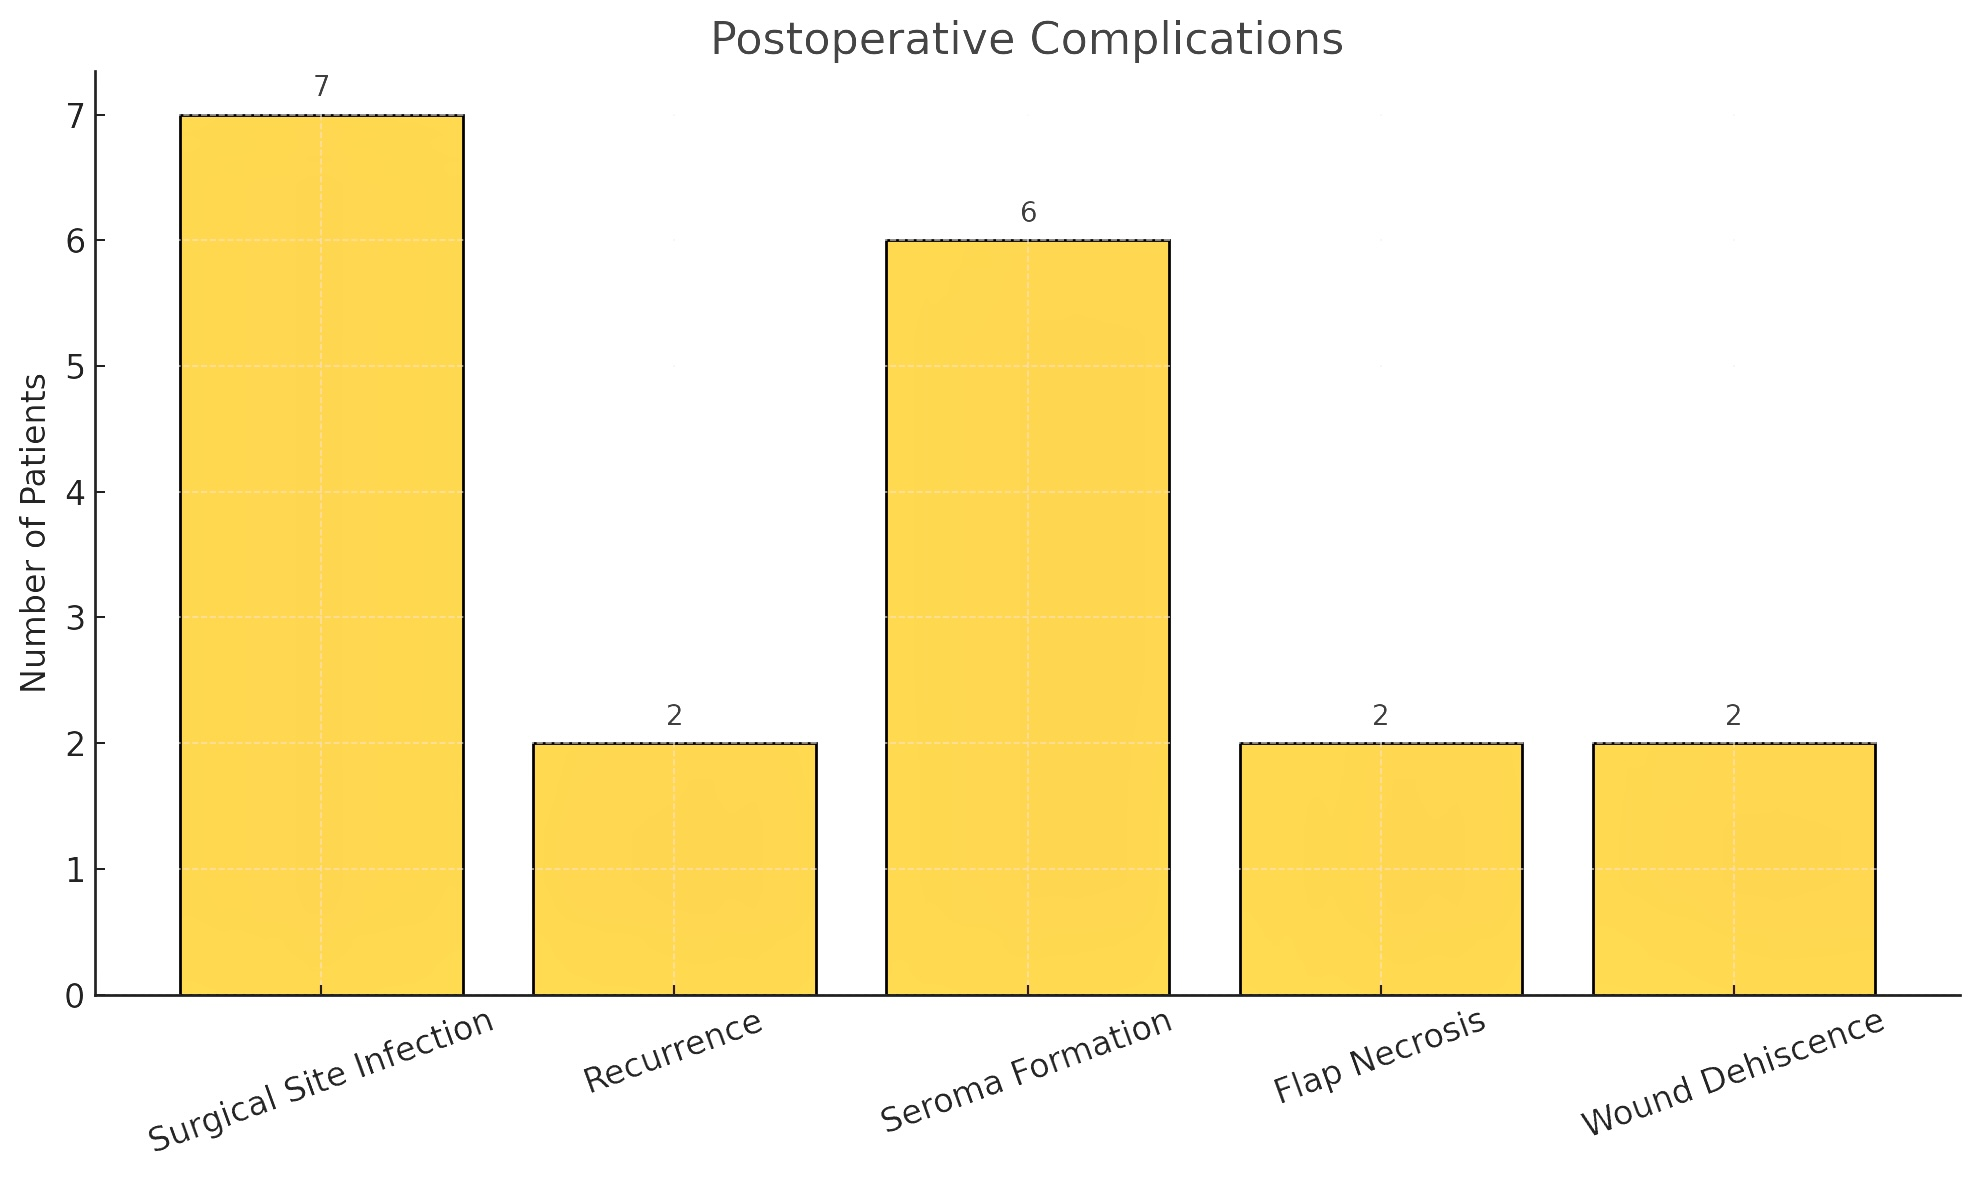 Postoperative Complications
Number of Patients
7
6
5
4
3
2
1
0
7
2
6
2
2
Surgical Site Infection
Recurrence
Seroma Formation
Flap Necrosis
Wound Dehiscence